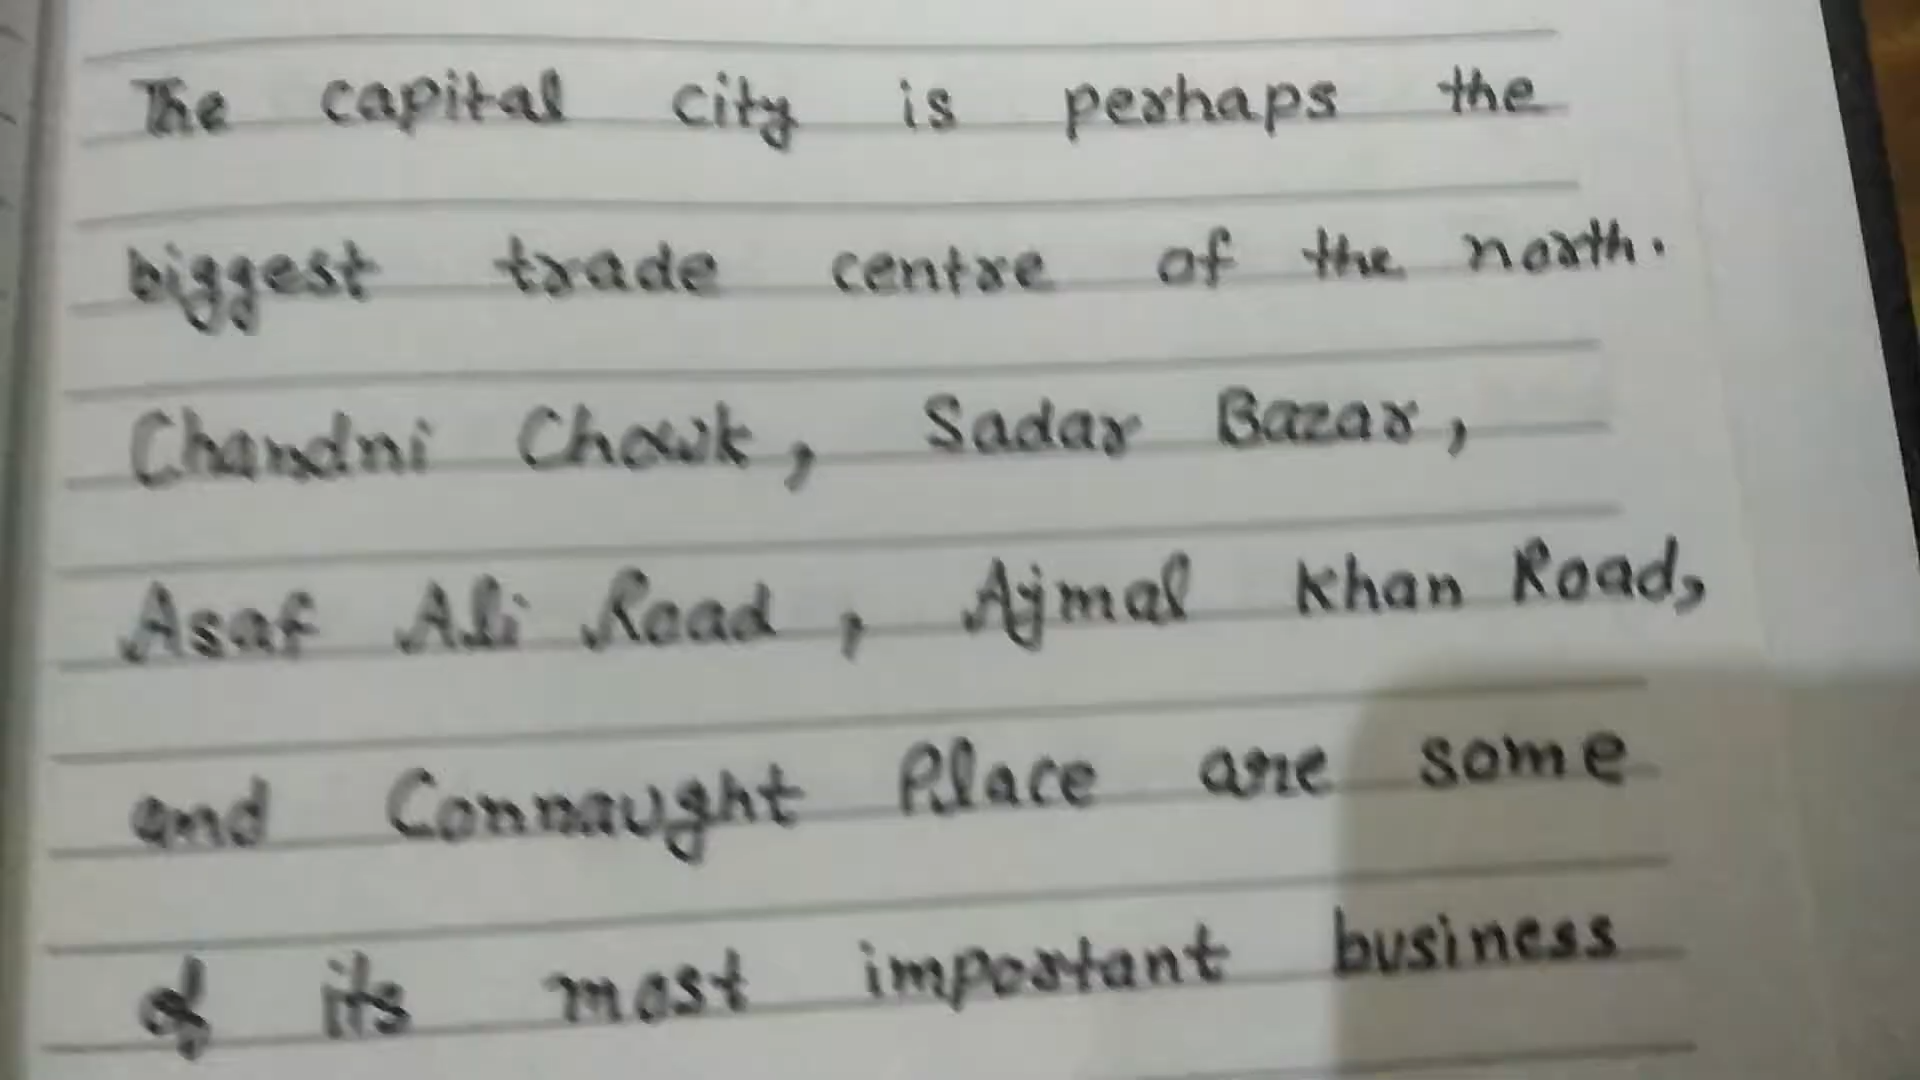 The capital city is perhaps the
biggest trade centre of the north.
Chandni Chowk, Sadar Bazar,
Asaf Ali Road, Ajmal Khan Road,
and Connaught Place are some
of its most important business